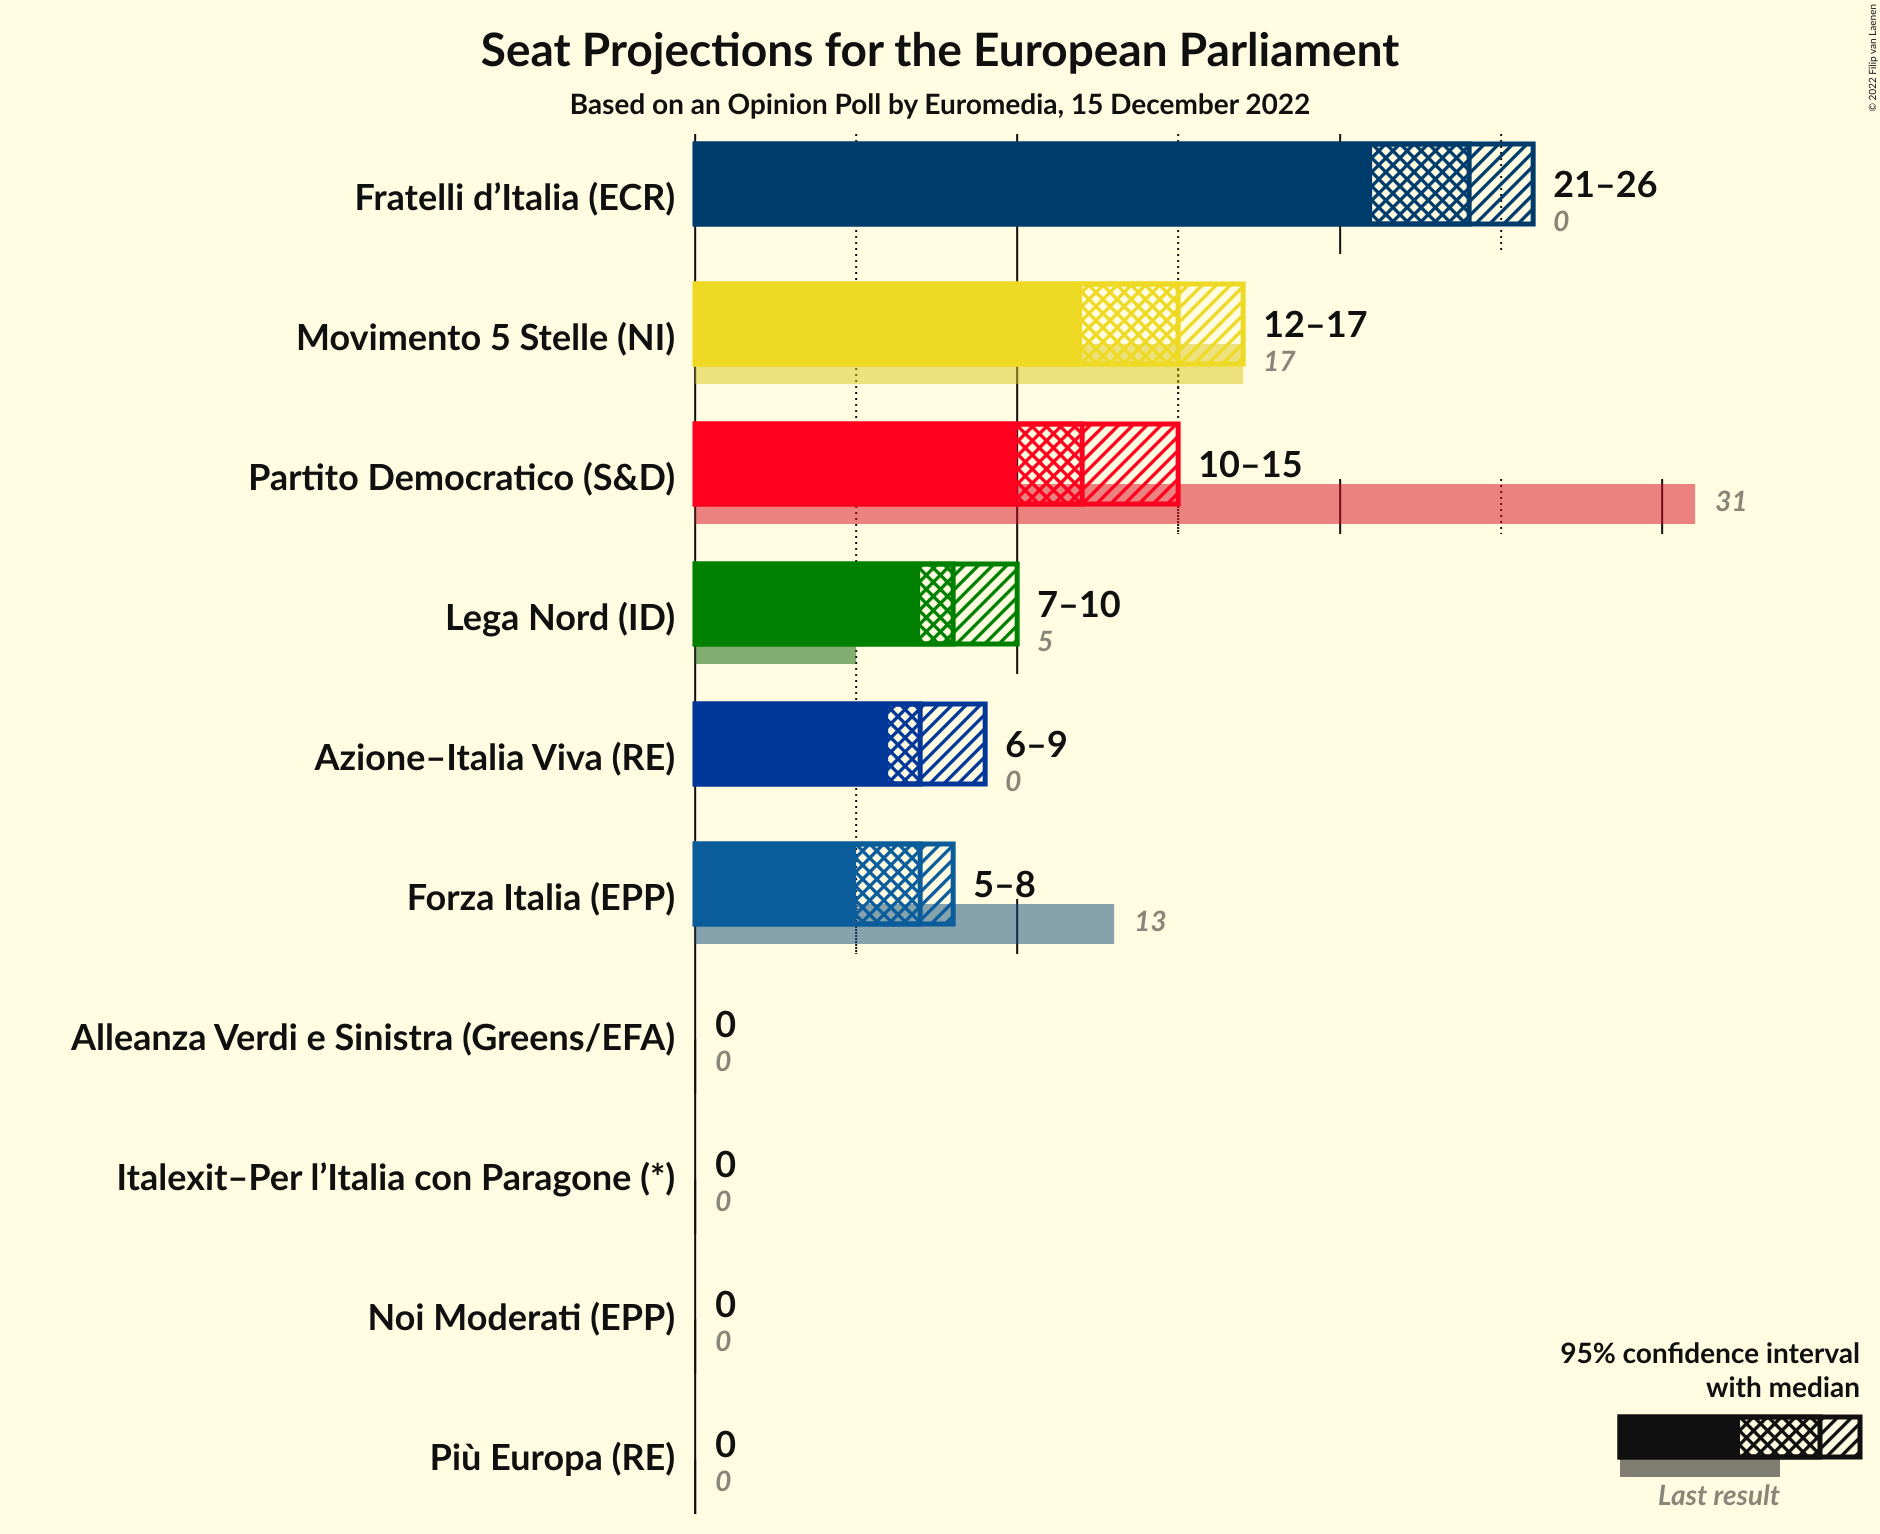 Seat Projections for the European Parliament
Based on an Opinion Poll by Euromedia, 15 December 2022
© 2022 Filip van Laenen
Fratelli d’Italia (ECR)
21–26
0
Movimento 5 Stelle (NI)
12–17
17
Partito Democratico (S&D)
10–15
31
Lega Nord (ID)
7–10
5
Azione–Italia Viva (RE)
6–9
0
Forza Italia (EPP)
5–8
13
Alleanza Verdi e Sinistra (Greens/EFA)
0
0
Italexit–Per l’Italia con Paragone (*)
0
0
Noi Moderati (EPP)
0
0
Più Europa (RE)
0
0
95% confidence interval
with median
Last result